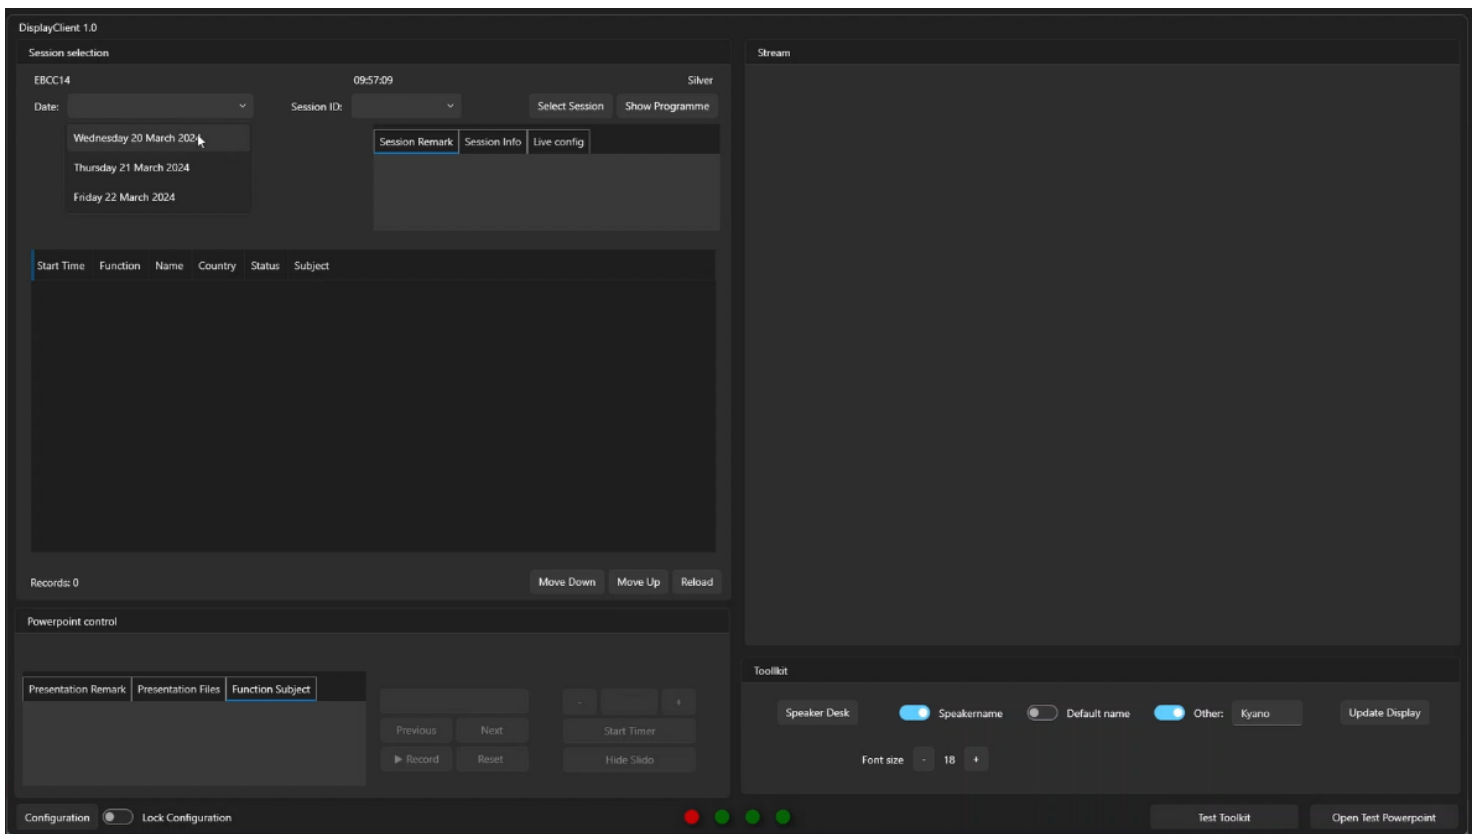 DisplayClient 1.0
Session selection
EBCC14 09:57:09 Silver
Date: Session ID: Select Session Show Programme
Wednesday 20 March 2024
Thursday 21 March 2024
Friday 22 March 2024
Session Remark Session Info Live config
Start Time Function Name Country Status Subject
Records: 0 Move Down Move Up Reload
Powerpoint control
Presentation Remark Presentation Files Function Subject
- +
Previous Next Start Timer
▶ Record Reset Hide Slido
Stream
Toollkit
Speaker Desk Speakername Default name Other: Kyano Update Display
Font size - 18 +
Configuration Lock Configuration Test Toolkit Open Test Powerpoint